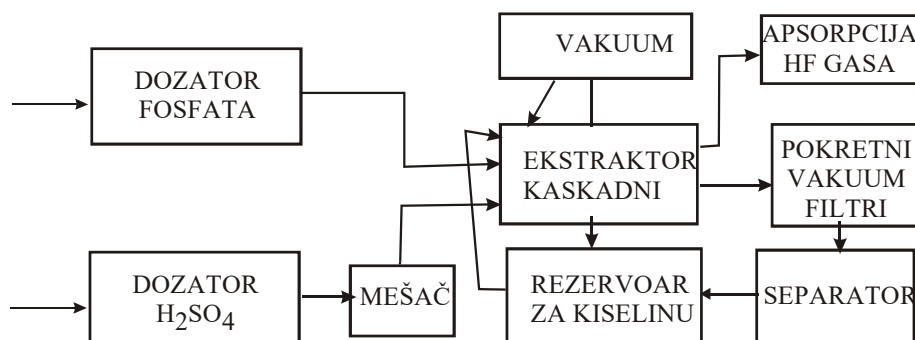 VAKUUM
APSORPCIJA
HF GASA
DOZATOR
FOSFATA
EKSTRAKTOR
KASKADNI
POKRETNI
VAKUUM
FILTRI
DOZATOR
H₂SO₄
MEŠAČ
REZERVOAR
ZA KISELINU
SEPARATOR